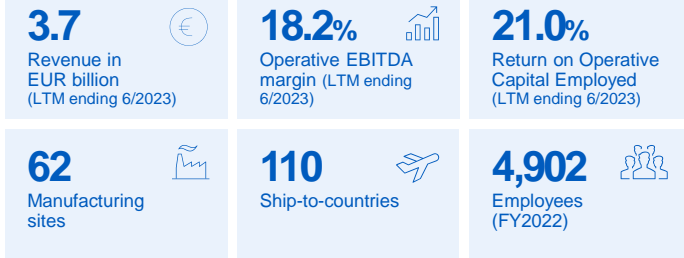 3.7
Revenue in
EUR billion
(LTM ending 6/2023)
18.2%
Operative EBITDA
margin (LTM ending
6/2023)
21.0%
Return on Operative
Capital Employed
(LTM ending 6/2023)
62
Manufacturing
sites
110
Ship-to-countries
4,902
Employees
(FY2022)